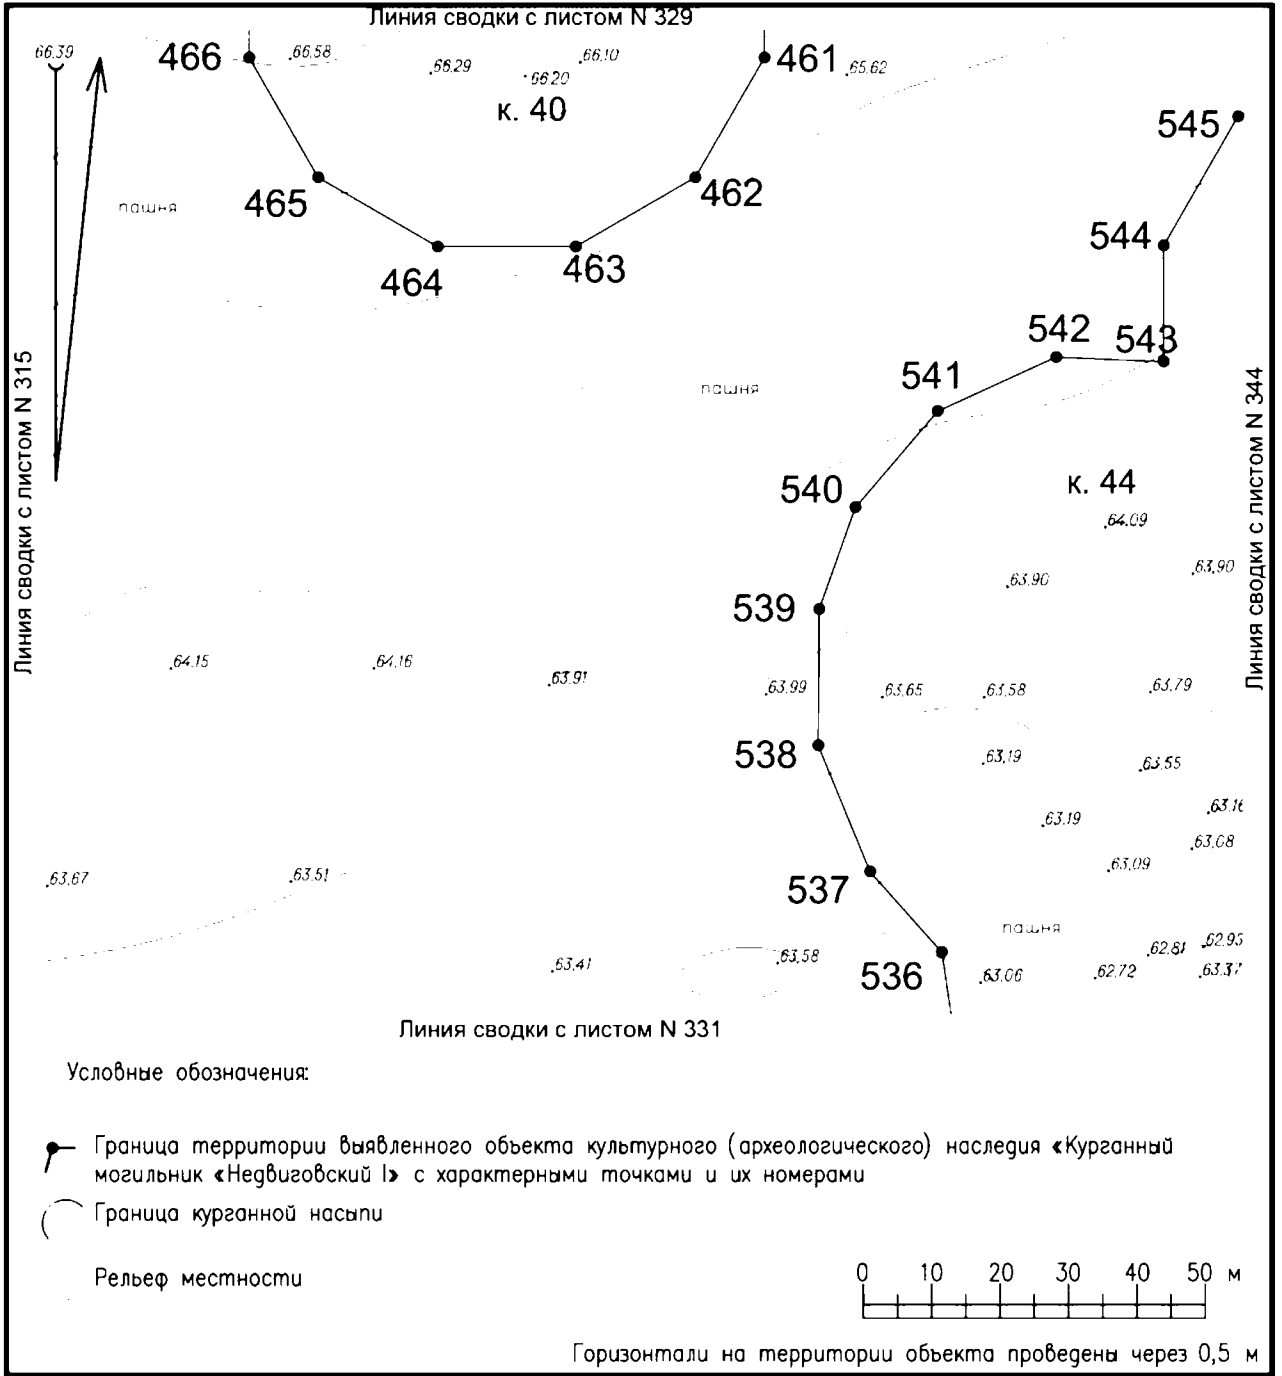 Линия сводки с листом N 329
66.39
466
66.58
66.29
66.20
66.10
461
65.62
к. 40
545
465
пашня
462
544
464
463
542
543
Линия сводки с листом N 315
541
пашня
Линия сводки с листом N 344
540
к. 44
64.09
63.90
63.90
539
64.15
64.16
63.91
63.99
63.65
63.58
63.79
538
63.19
63.55
63.16
63.19
63.08
63.67
63.51
537
63.09
пашня
63.41
63.58
536
63.06
62.72
62.81
62.95
63.37
Линия сводки с листом N 331
Условные обозначения:
Граница территории выявленного объекта культурного (археологического) наследия «Курганный
могильник «Недвиговский I» с характерными точками и их номерами
Граница курганной насыпи
Рельеф местности
0 10 20 30 40 50 м
Горизонтали на территории объекта проведены через 0,5 м